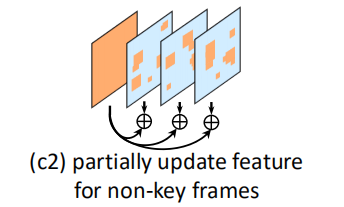 (c2) partially update feature
for non-key frames